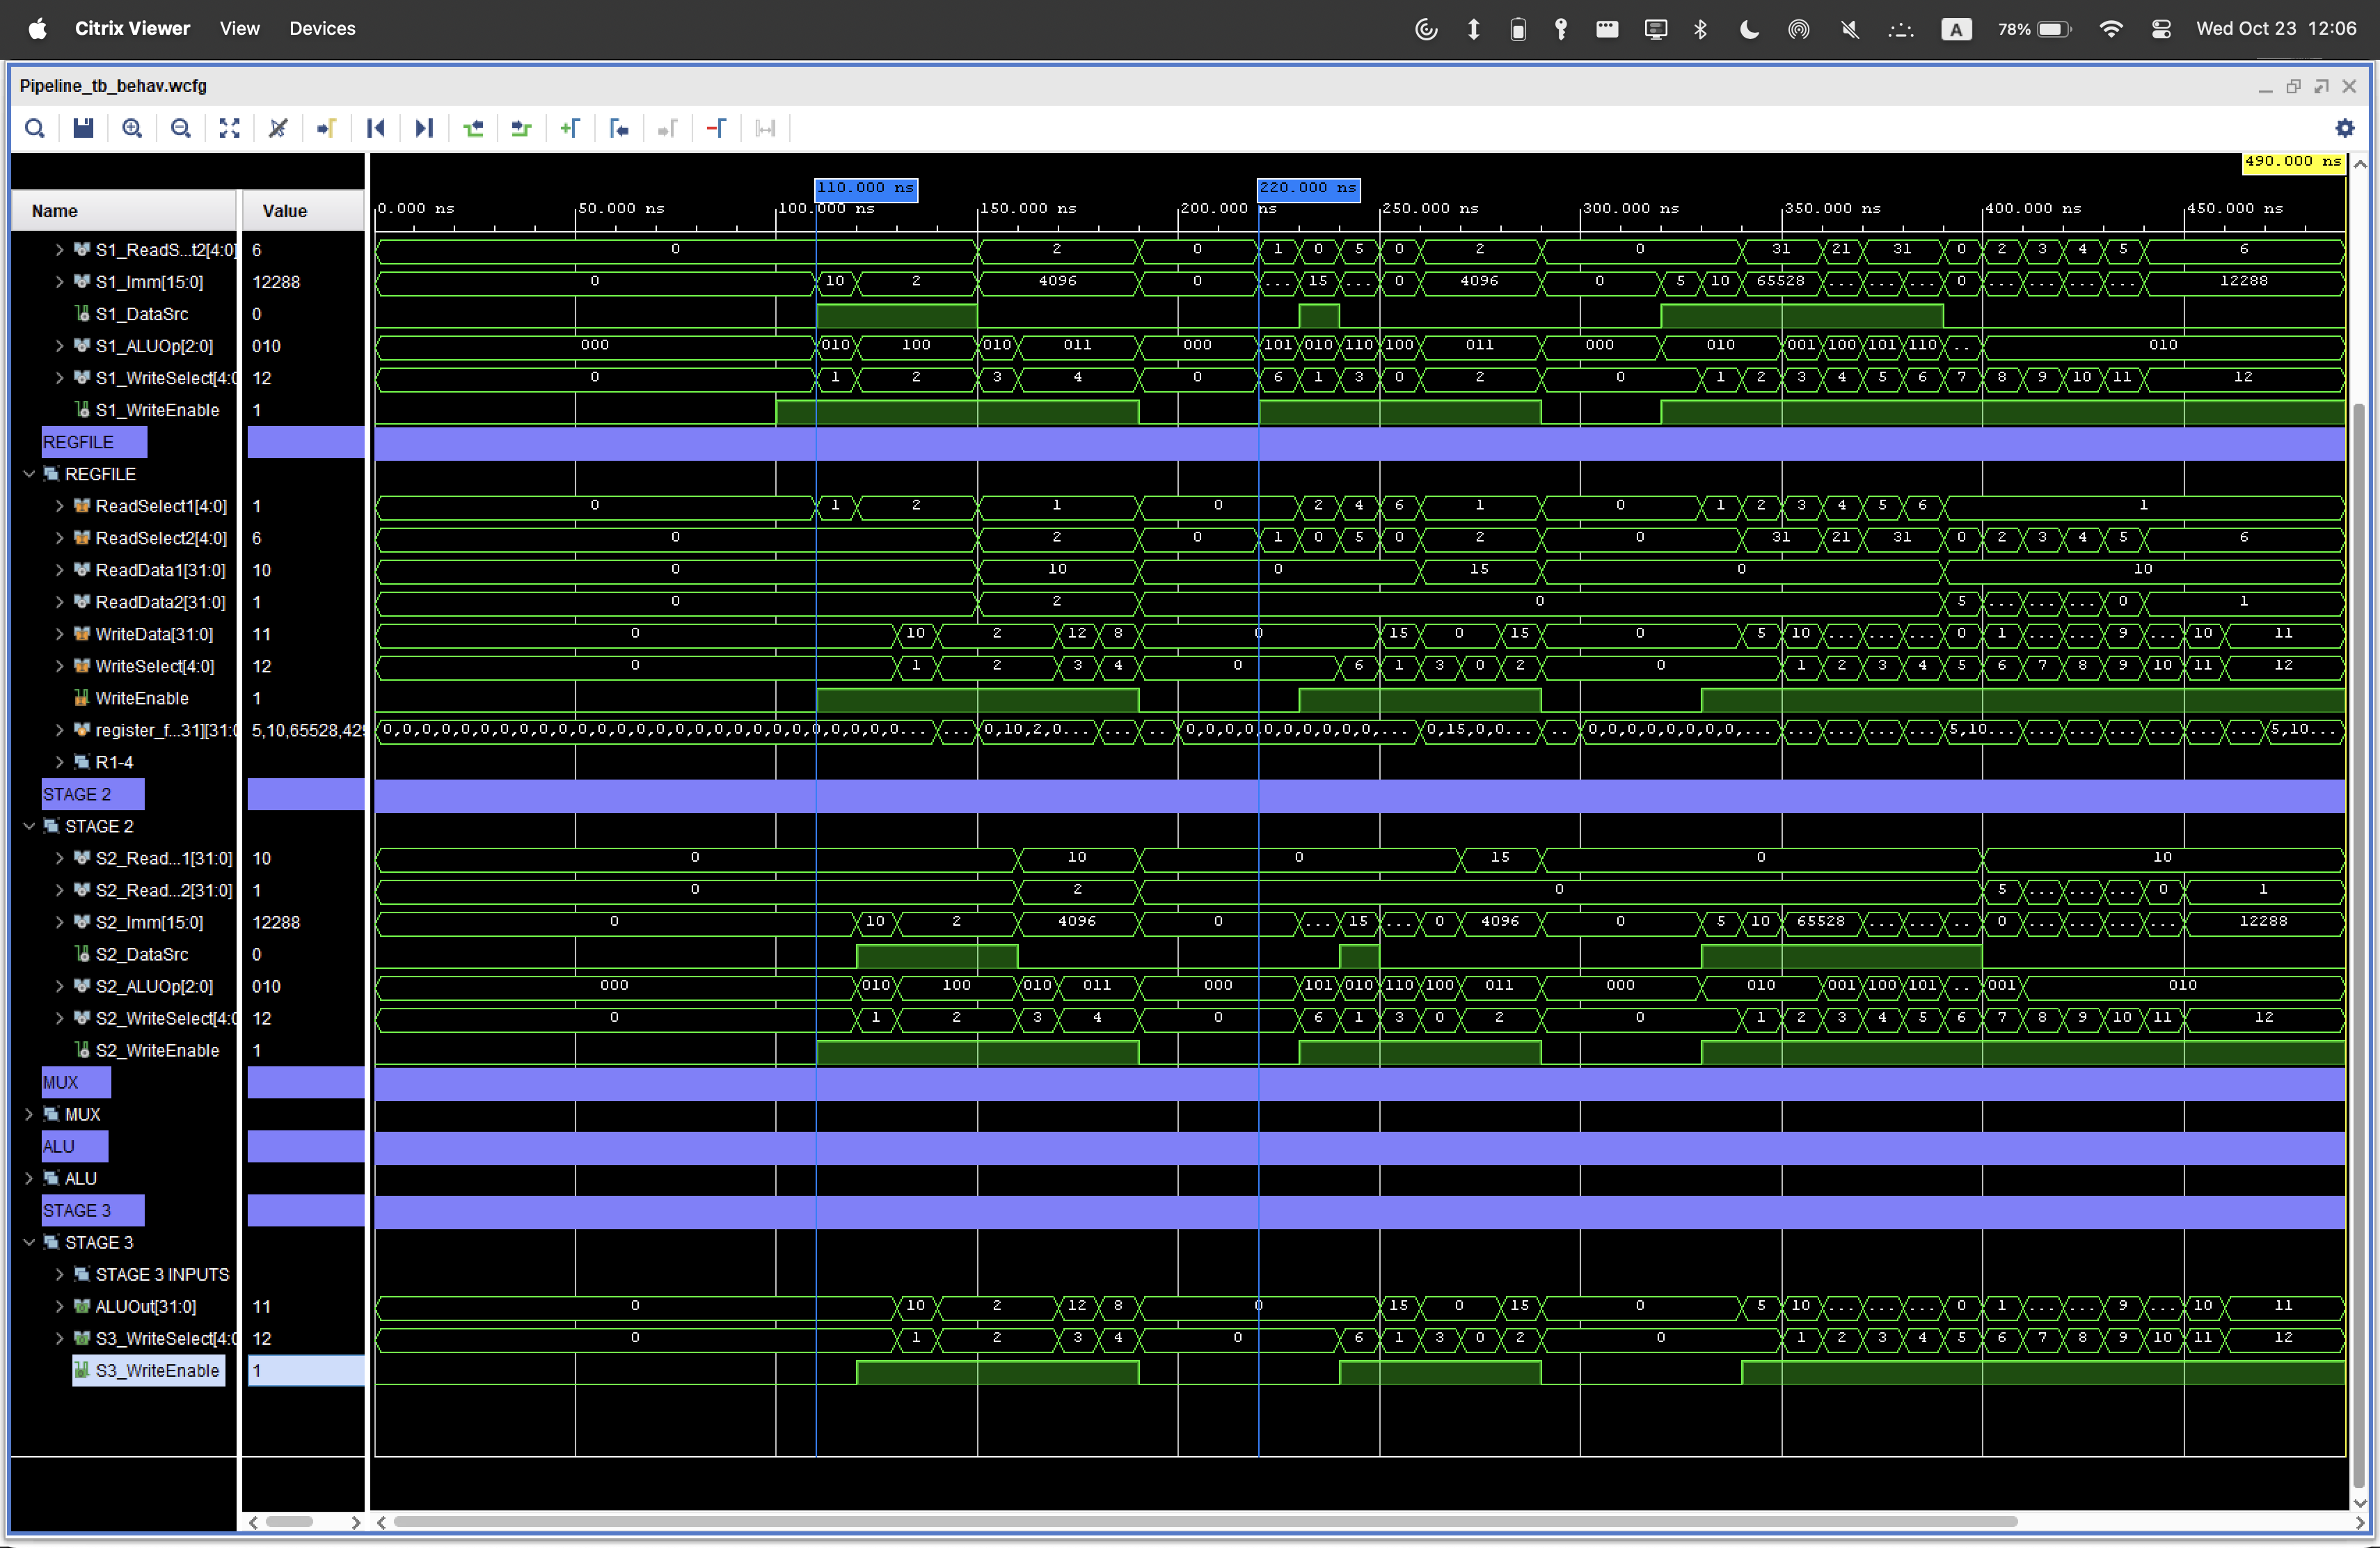 Citrix Viewer View Devices A 78% Wed Oct 23 12:06
Pipeline_tb_behav.wcfg
490.000 ns
110.000 ns 220.000 ns
Name Value 0.000 ns 50.000 ns 100.000 ns 150.000 ns 200.000 ns 250.000 ns 300.000 ns 350.000 ns 400.000 ns 450.000 ns
S1_ReadS...t2[4:0] 6 0 2 0 1 0 5 0 2 0 31 21 31 0 2 3 4 5 6
S1_Imm[15:0] 12288 0 10 2 4096 0 ... 15 ... 0 4096 0 5 10 65528 ... ... ... 0 ... ... ... ... 12288
S1_DataSrc 0
S1_ALUOp[2:0] 010 000 010 100 010 011 000 101 010 110 100 011 000 010 001 100 101 110 .. 010
S1_WriteSelect[4:0 12 0 1 2 3 4 0 6 1 3 0 2 0 1 2 3 4 5 6 7 8 9 10 11 12
S1_WriteEnable 1
REGFILE
REGFILE
ReadSelect1[4:0] 1 0 1 2 1 0 2 4 6 1 0 1 2 3 4 5 6 1
ReadSelect2[4:0] 6 0 2 0 1 0 5 0 2 0 31 21 31 0 2 3 4 5 6
ReadData1[31:0] 10 0 10 0 15 0 10
ReadData2[31:0] 1 0 2 0 5 ... ... ... 0 1
WriteData[31:0] 11 0 10 2 12 8 0 15 0 15 0 5 10 ... ... ... 0 1 ... ... 9 ... 10 11
WriteSelect[4:0] 12 0 1 2 3 4 0 6 1 3 0 2 0 1 2 3 4 5 6 7 8 9 10 11 12
WriteEnable 1
register_f...31][31:0 5,10,65528,429 0,0,0,0,0,0,0,0,0,0,0,0,0,0,0,0,0,0,0,0,0,0,0,0,0,0... ... 0,10,2,0... ... ... 0,0,0,0,0,0,0,0,0,0,... 0,15,0,0... ... 0,0,0,0,0,0,0,0,... ... ... ... ... 5,10... ... ... ... ... ... ... 5,10...
R1-4
STAGE 2
STAGE 2
S2_Read...1[31:0] 10 0 10 0 15 0 10
S2_Read...2[31:0] 1 0 2 0 5 ... ... ... 0 1
S2_Imm[15:0] 12288 0 10 2 4096 0 ... 15 ... 0 4096 0 5 10 65528 ... ... .. 0 ... ... ... ... 12288
S2_DataSrc 0
S2_ALUOp[2:0] 010 000 010 100 010 011 000 101 010 110 100 011 000 010 001 100 101 .. 001 010
S2_WriteSelect[4:0 12 0 1 2 3 4 0 6 1 3 0 2 0 1 2 3 4 5 6 7 8 9 10 11 12
S2_WriteEnable 1
MUX
MUX
ALU
ALU
STAGE 3
STAGE 3
STAGE 3 INPUTS
ALUOut[31:0] 11 0 10 2 12 8 0 15 0 15 0 5 10 ... ... ... 0 1 ... ... 9 ... 10 11
S3_WriteSelect[4:0 12 0 1 2 3 4 0 6 1 3 0 2 0 1 2 3 4 5 6 7 8 9 10 11 12
S3_WriteEnable 1